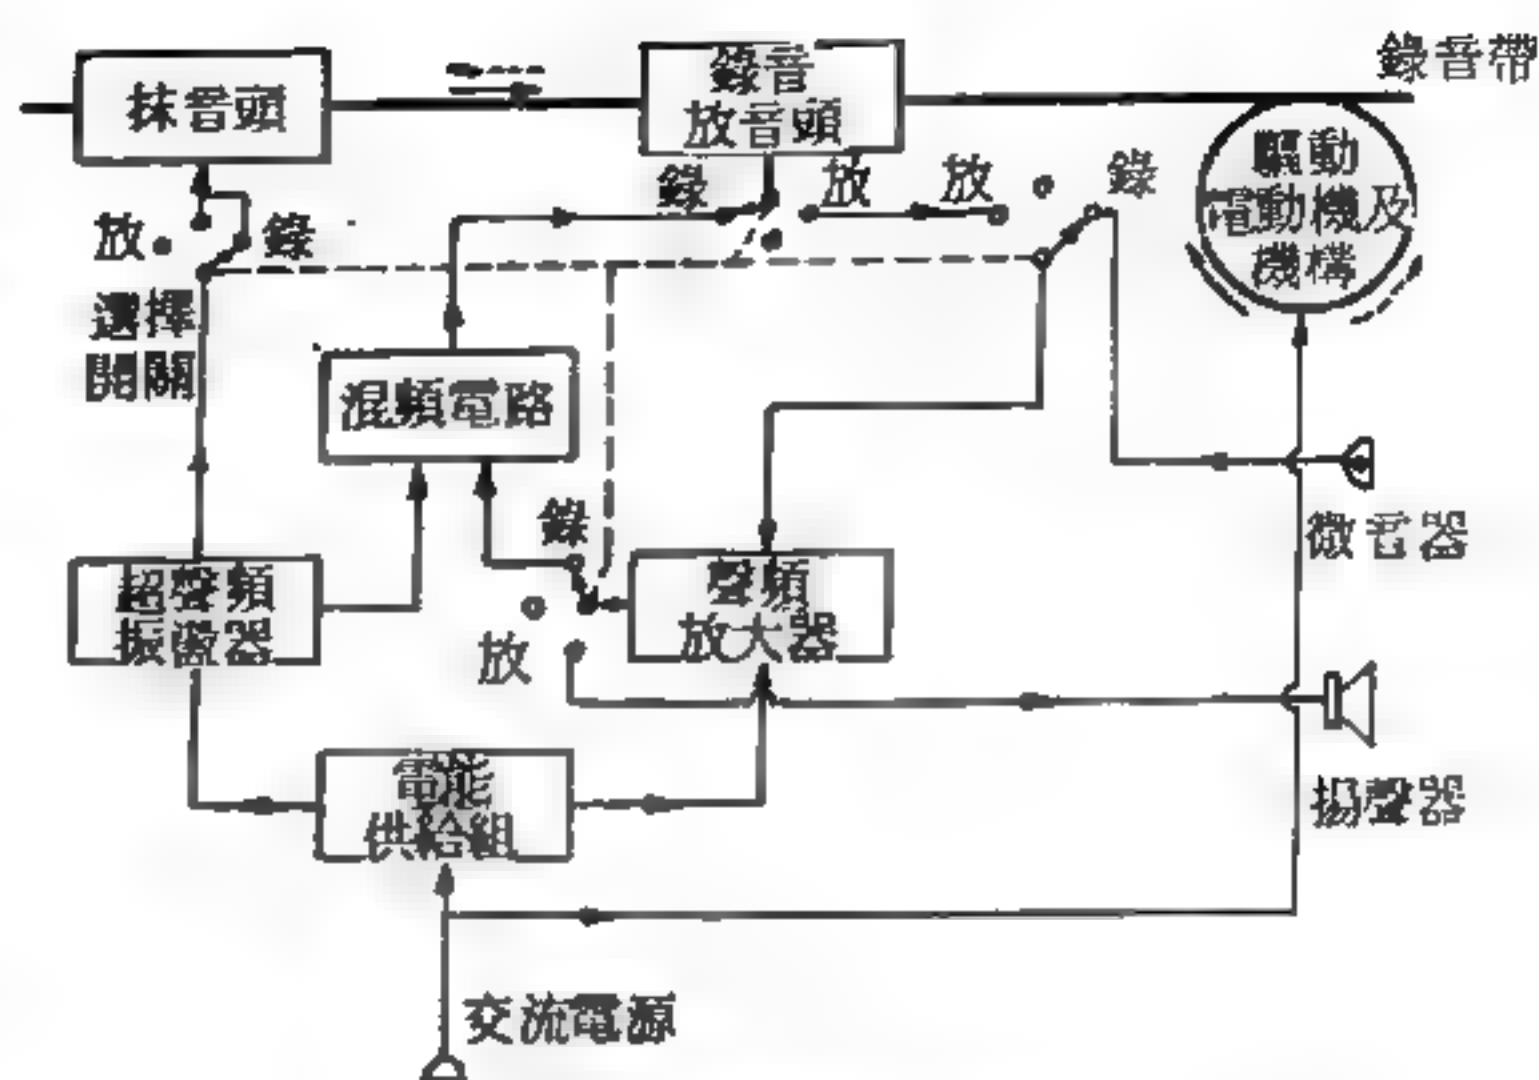 抹音頭
錄音
放音頭
錄音帶
驅動
電動機及
機構
錄
放
放
錄
放
錄
選擇
開關
混頻電路
錄
微音器
超聲頻
振盪器
聲頻
放大器
放
電能
供給組
揚聲器
交流電源